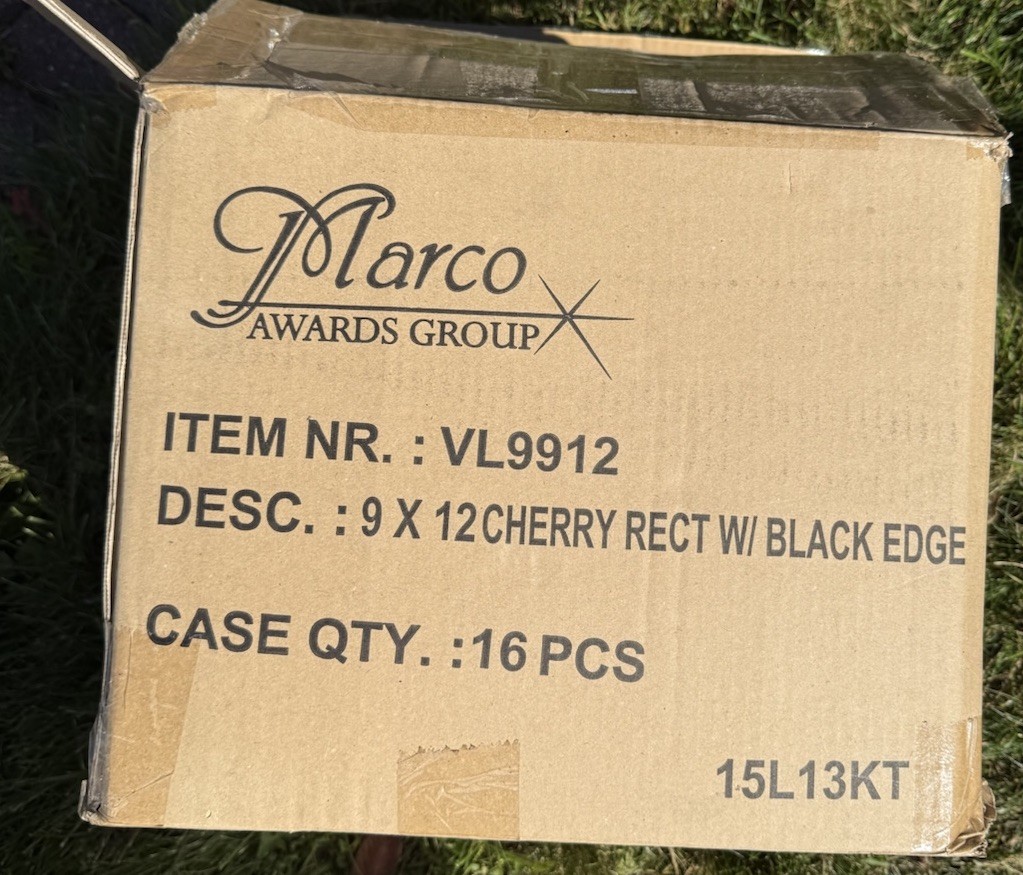 Marco
AWARDS GROUP
ITEM NR. : VL9912
DESC. : 9 X 12 CHERRY RECT W/ BLACK EDGE
CASE QTY. :16 PCS
15L13KT